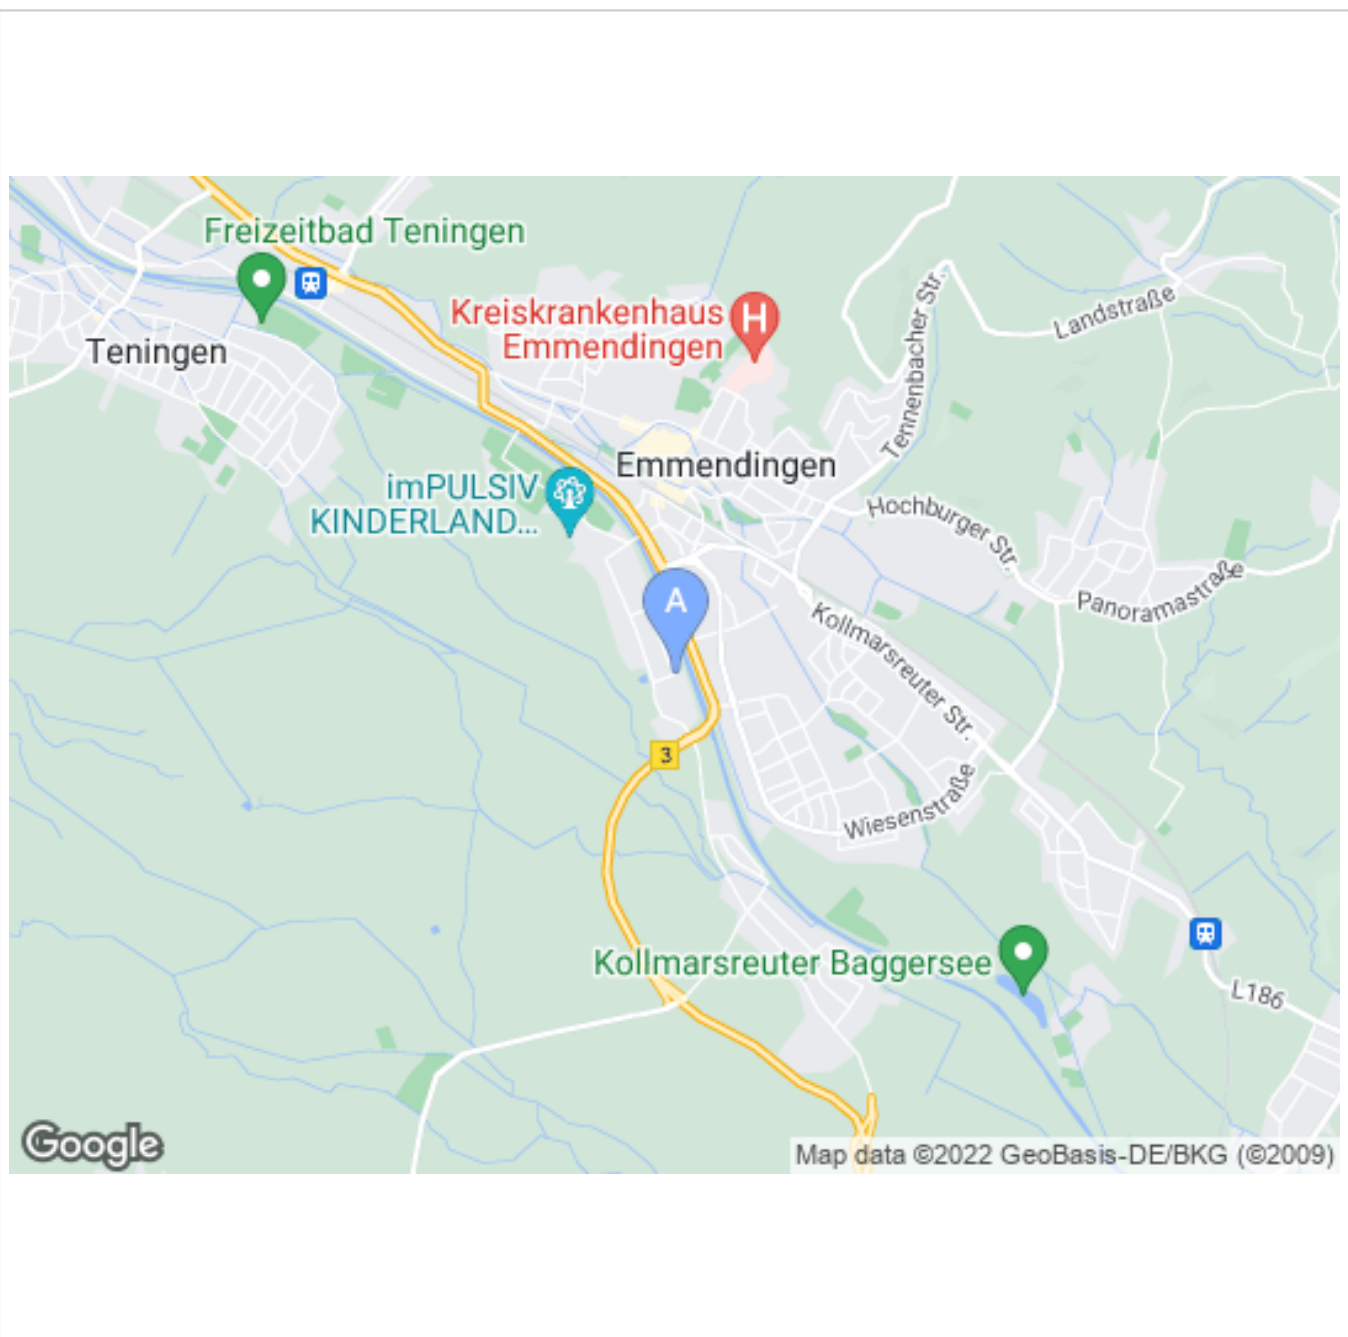 Freizeitbad Teningen
Kreiskrankenhaus
Emmendingen
H
Landstraße
Tennenbacher Str.
Teningen
Emmendingen
imPULSIV
KINDERLAND...
Hochburger Str.
Panoramastraße
A
Kollmarsreuter Str.
3
Wiesenstraße
Kollmarsreuter Baggersee
L186
Google
Map data ©2022 GeoBasis-DE/BKG (©2009)